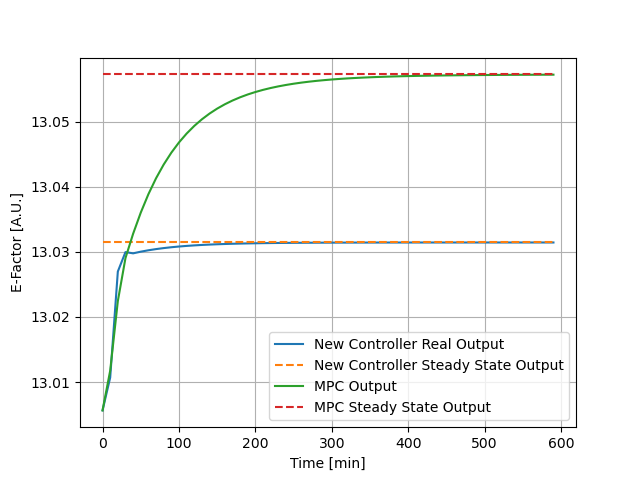 13.05
13.04
13.03
13.02
13.01
E-Factor [A.U.]
New Controller Real Output
New Controller Steady State Output
MPC Output
MPC Steady State Output
0 100 200 300 400 500 600
Time [min]